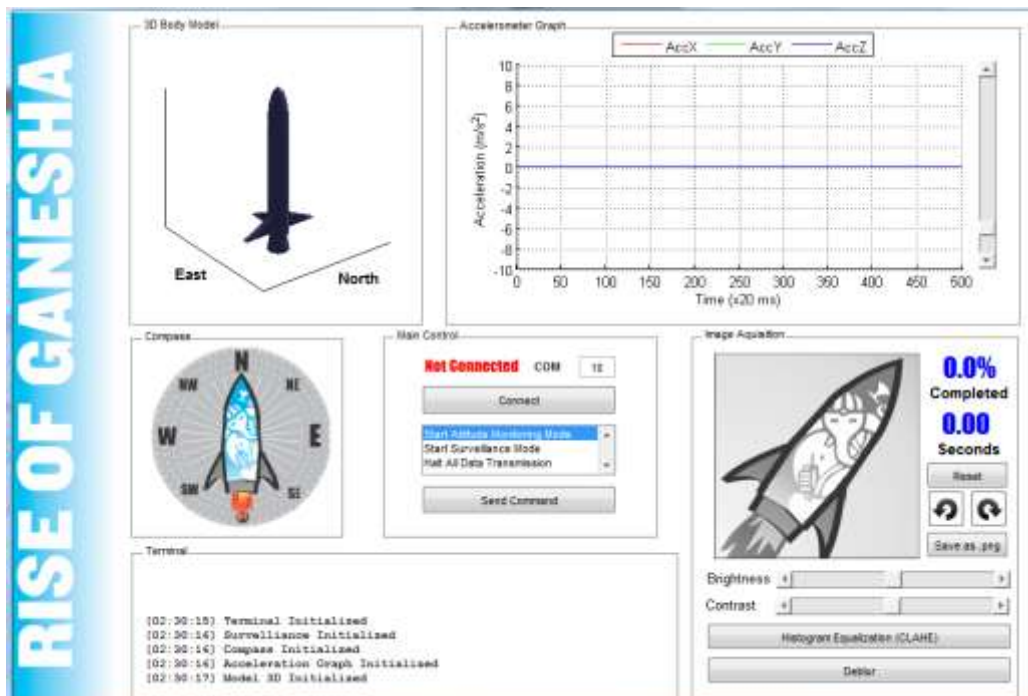 RISE OF GANESHA
3D Body Model
East
North
Accelerometer Graph
AccX AccY AccZ
10
8
6
4
2
0
-2
-4
-6
-8
-10
Acceleration (m/s²)
0 50 100 150 200 250 300 350 400 450 500
Time (x20 ms)
Compass
N
NW NE
W E
SW SE
S
Main Control
Not Connected COM 10
Connect
Start Attitude Monitoring Mode
Start Surveillance Mode
Halt All Data Transmission
Send Command
Image Aquisition
0.0%
Completed
0.00
Seconds
Reset
Save as .png
Brightness
Contrast
Histogram Equalization (CLAHE)
Deblur
Terminal
[02:30:15] Terminal Initialized
[02:30:16] Survelliance Initialized
[02:30:16] Compass Initialized
[02:30:16] Acceleration Graph Initialized
[02:30:17] Model 3D Initialized